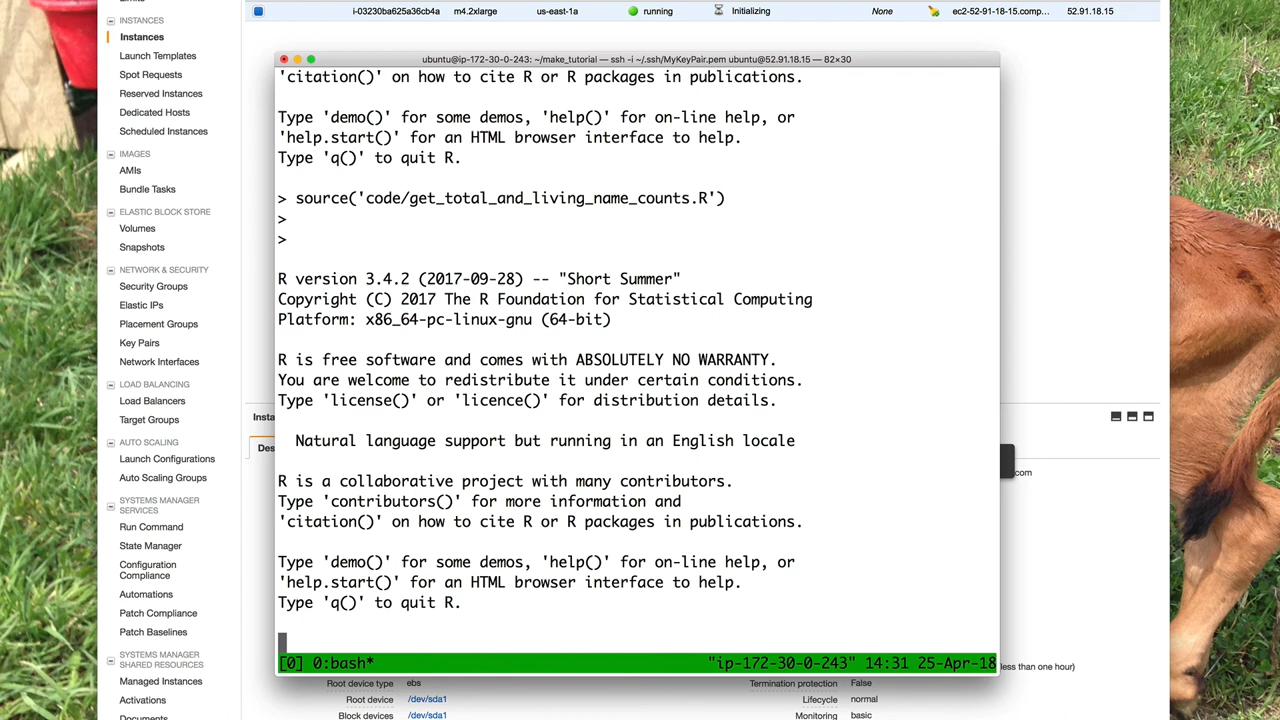 Limits
i-03230ba625a36cb4a m4.2xlarge us-east-1a running Initializing None ec2-52-91-18-15.comp... 52.91.18.15
INSTANCES
Instances
Launch Templates
Spot Requests
Reserved Instances
Dedicated Hosts
Scheduled Instances
IMAGES
AMIs
Bundle Tasks
ELASTIC BLOCK STORE
Volumes
Snapshots
NETWORK & SECURITY
Security Groups
Elastic IPs
Placement Groups
Key Pairs
Network Interfaces
LOAD BALANCING
Load Balancers
Target Groups
AUTO SCALING
Launch Configurations
Auto Scaling Groups
SYSTEMS MANAGER
SERVICES
Run Command
State Manager
Configuration
Compliance
Automations
Patch Compliance
Patch Baselines
SYSTEMS MANAGER
SHARED RESOURCES
Managed Instances
Activations
Documents
ubuntu@ip-172-30-0-243: ~/make_tutorial — ssh -i ~/.ssh/MyKeyPair.pem ubuntu@52.91.18.15 — 82×30
'citation()' on how to cite R or R packages in publications.
Type 'demo()' for some demos, 'help()' for on-line help, or
'help.start()' for an HTML browser interface to help.
Type 'q()' to quit R.
> source('code/get_total_and_living_name_counts.R')
>
>
R version 3.4.2 (2017-09-28) -- "Short Summer"
Copyright (C) 2017 The R Foundation for Statistical Computing
Platform: x86_64-pc-linux-gnu (64-bit)
R is free software and comes with ABSOLUTELY NO WARRANTY.
You are welcome to redistribute it under certain conditions.
Type 'license()' or 'licence()' for distribution details.
Natural language support but running in an English locale
R is a collaborative project with many contributors.
Type 'contributors()' for more information and
'citation()' on how to cite R or R packages in publications.
Type 'demo()' for some demos, 'help()' for on-line help, or
'help.start()' for an HTML browser interface to help.
Type 'q()' to quit R.
[0] 0:bash* "ip-172-30-0-243" 14:31 25-Apr-18
Insta
Des
com
less than one hour)
Root device type ebs Termination protection False
Root device /dev/sda1 Lifecycle normal
Block devices /dev/sda1 Monitoring basic